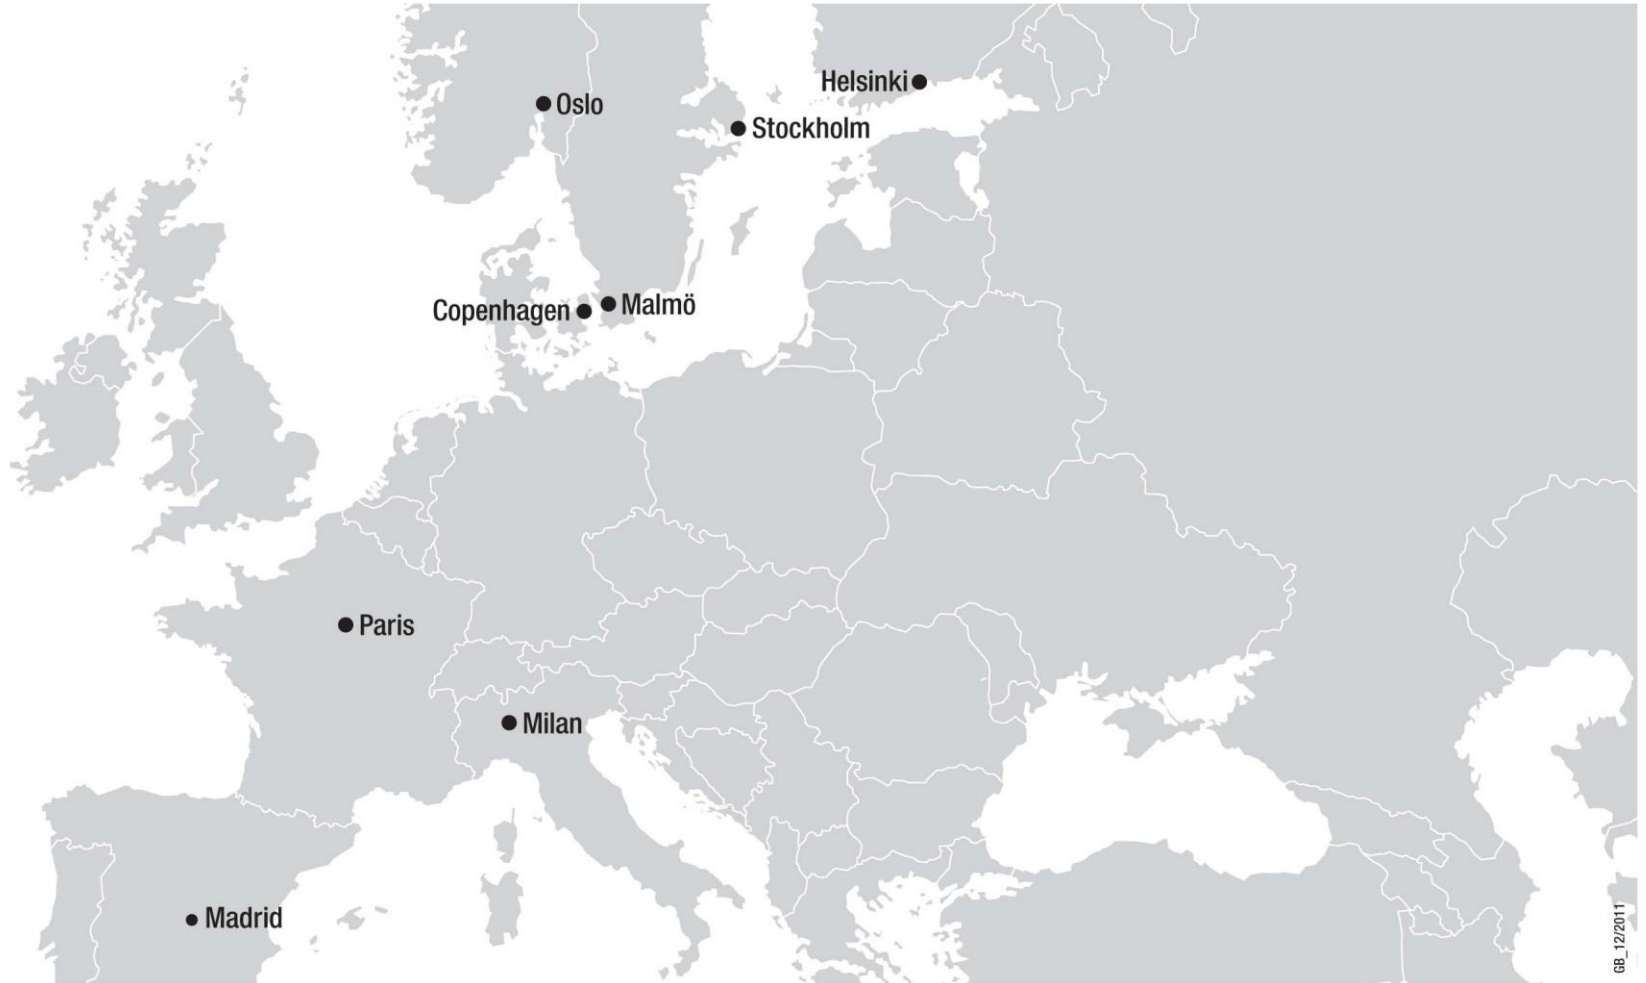 Helsinki
Oslo
Stockholm
Copenhagen
Malmö
Paris
Milan
Madrid
GB_12/2011